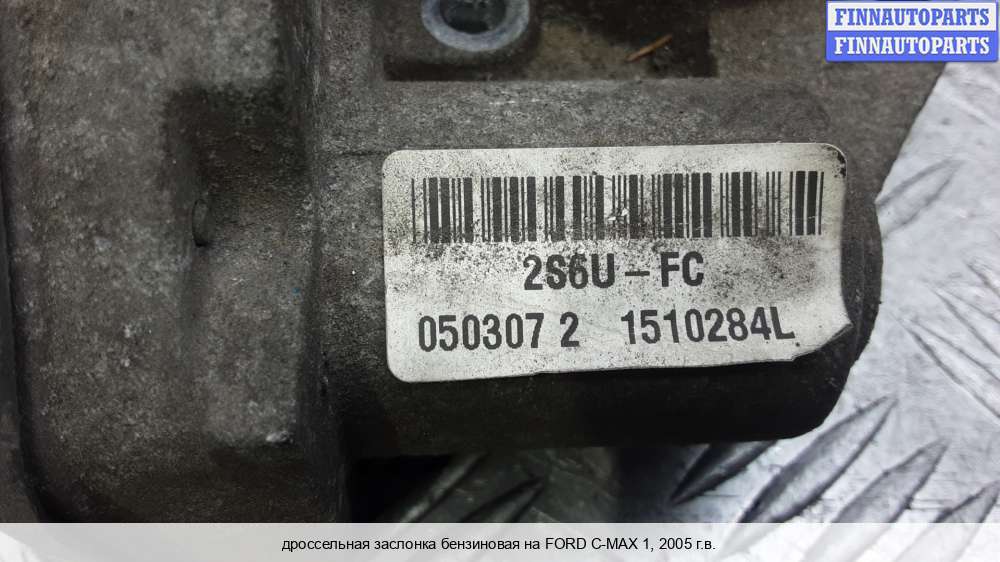 FINNAUTOPARTS
FINNAUTOPARTS
2S6U - FC
050307 2 1510284L
дроссельная заслонка бензиновая на FORD C-MAX 1, 2005 г.в.